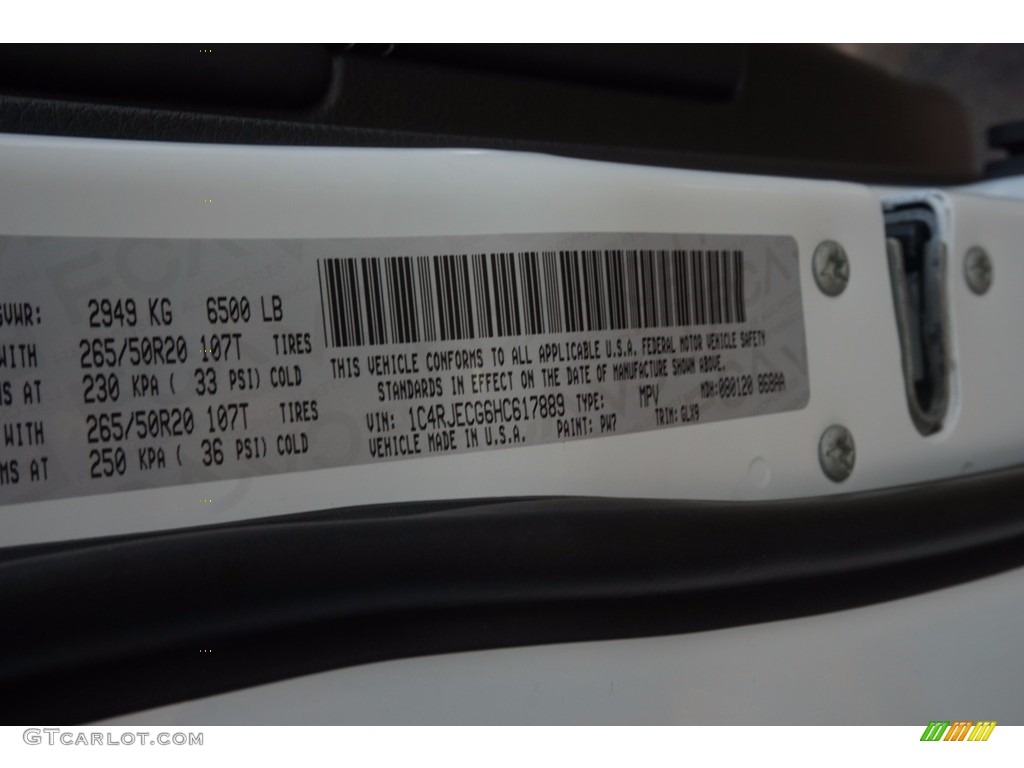 GVWR: 2949 KG 6500 LB
WITH 265/50R20 107T TIRES
MS AT 230 KPA ( 33 PSI) COLD
WITH 265/50R20 107T TIRES
MS AT 250 KPA ( 36 PSI) COLD
THIS VEHICLE CONFORMS TO ALL APPLICABLE U.S.A. FEDERAL MOTOR VEHICLE SAFETY
STANDARDS IN EFFECT ON THE DATE OF MANUFACTURE SHOWN ABOVE.
VIN: 1C4RJECG6HC617889 TYPE: MPV MDH:080120 868AA
VEHICLE MADE IN U.S.A. PAINT: PW7 TRIM: GLX9
GTCARLOT.COM